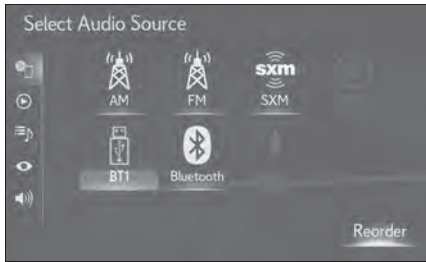 Select Audio Source
AM FM sxm SXM
BT1 Bluetooth
Reorder